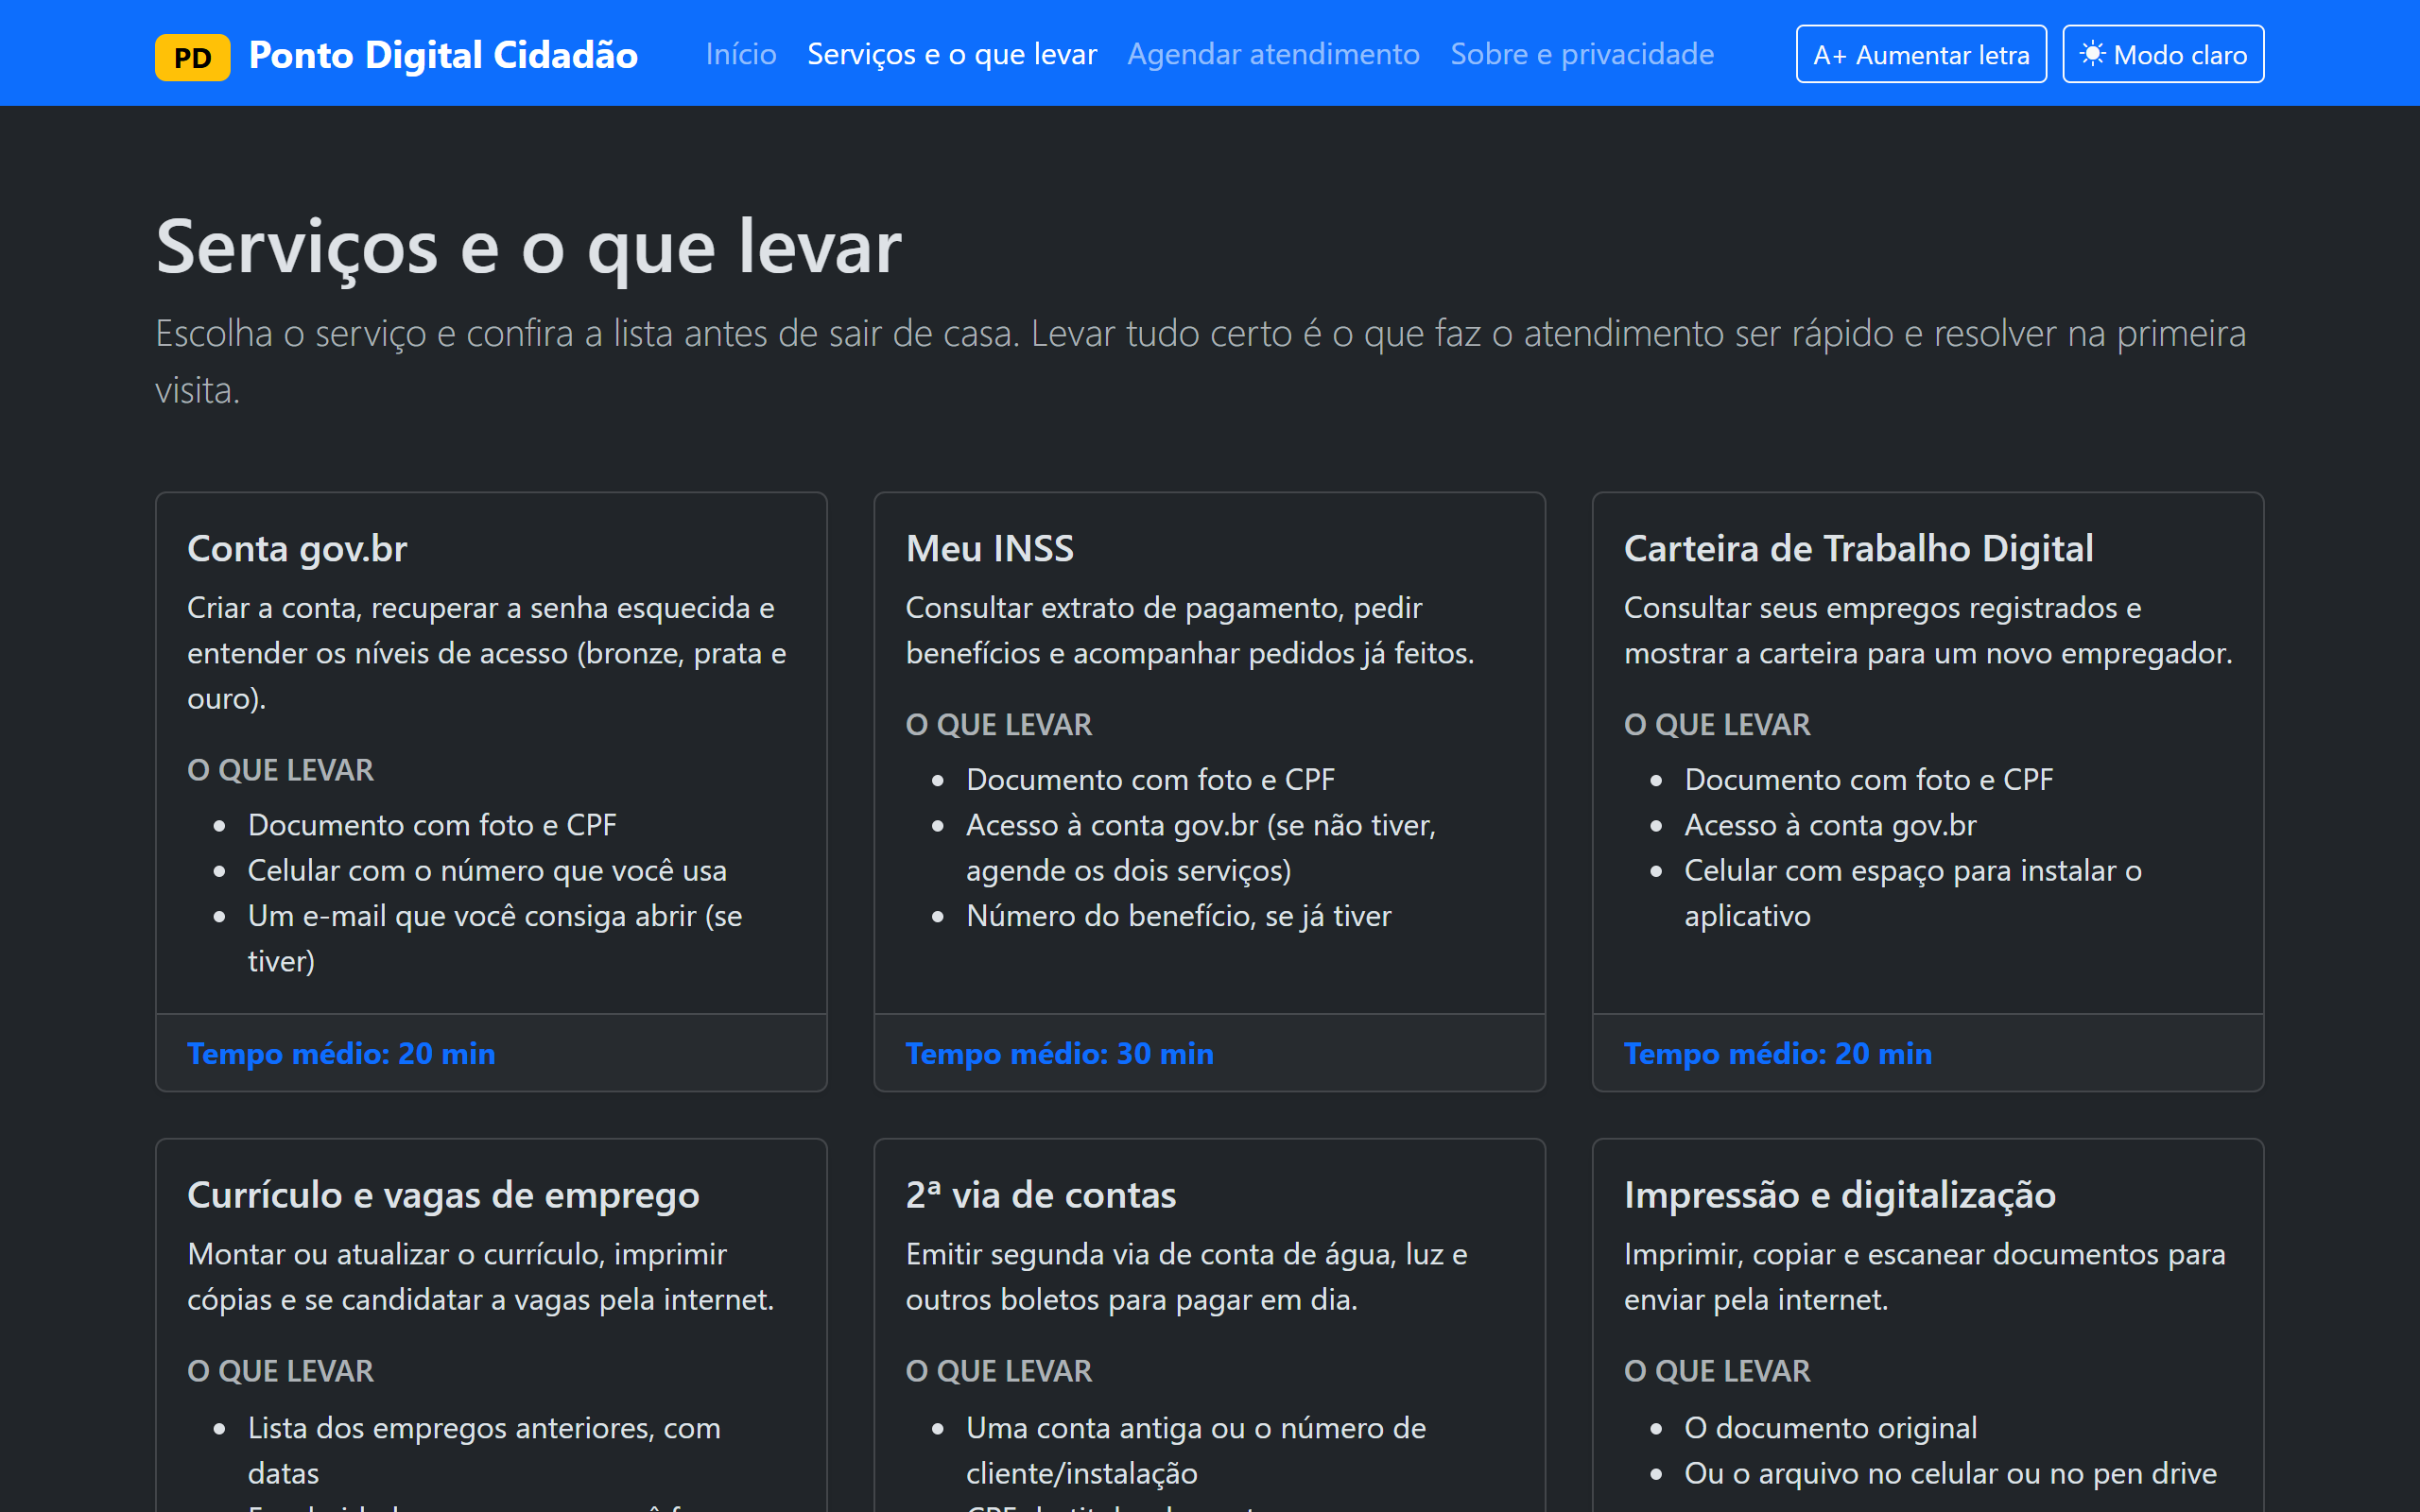 PD Ponto Digital Cidadão Início Serviços e o que levar Agendar atendimento Sobre e privacidade A+ Aumentar letra Modo claro
Serviços e o que levar
Escolha o serviço e confira a lista antes de sair de casa. Levar tudo certo é o que faz o atendimento ser rápido e resolver na primeira
visita.
Conta gov.br
Criar a conta, recuperar a senha esquecida e
entender os níveis de acesso (bronze, prata e
ouro).
O QUE LEVAR
Documento com foto e CPF
Celular com o número que você usa
Um e-mail que você consiga abrir (se
tiver)
Tempo médio: 20 min
Meu INSS
Consultar extrato de pagamento, pedir
benefícios e acompanhar pedidos já feitos.
O QUE LEVAR
Documento com foto e CPF
Acesso à conta gov.br (se não tiver,
agende os dois serviços)
Número do benefício, se já tiver
Tempo médio: 30 min
Carteira de Trabalho Digital
Consultar seus empregos registrados e
mostrar a carteira para um novo empregador.
O QUE LEVAR
Documento com foto e CPF
Acesso à conta gov.br
Celular com espaço para instalar o
aplicativo
Tempo médio: 20 min
Currículo e vagas de emprego
Montar ou atualizar o currículo, imprimir
cópias e se candidatar a vagas pela internet.
O QUE LEVAR
Lista dos empregos anteriores, com
datas
2ª via de contas
Emitir segunda via de conta de água, luz e
outros boletos para pagar em dia.
O QUE LEVAR
Uma conta antiga ou o número de
cliente/instalação
Impressão e digitalização
Imprimir, copiar e escanear documentos para
enviar pela internet.
O QUE LEVAR
O documento original
Ou o arquivo no celular ou no pen drive